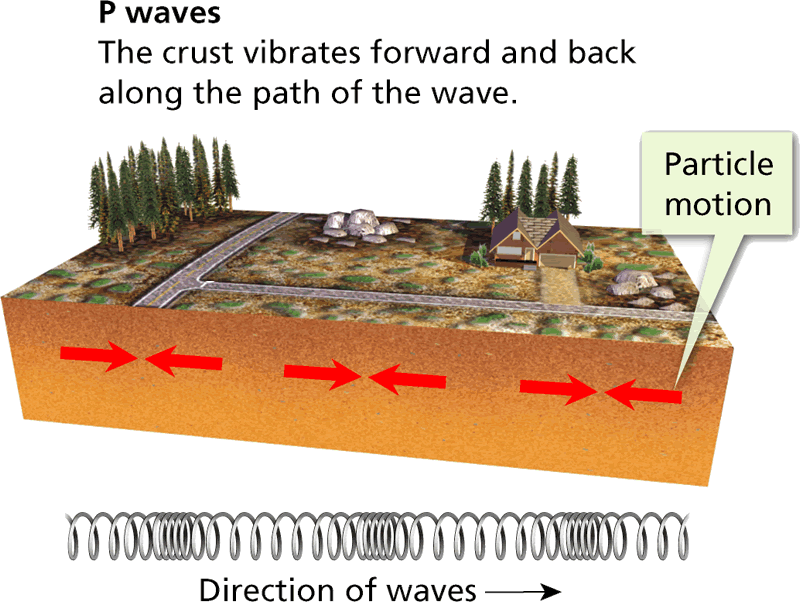 P waves
The crust vibrates forward and back
along the path of the wave.
Particle
motion
Direction of waves